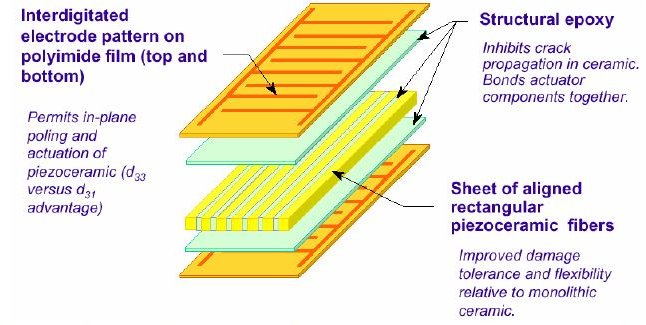 Interdigitated
electrode pattern on
polyimide film (top and
bottom)
Permits in-plane
poling and
actuation of
piezoceramic (d33
versus d31
advantage)
Structural epoxy
Inhibits crack
propagation in ceramic.
Bonds actuator
components together.
Sheet of aligned
rectangular
piezoceramic fibers
Improved damage
tolerance and flexibility
relative to monolithic
ceramic.